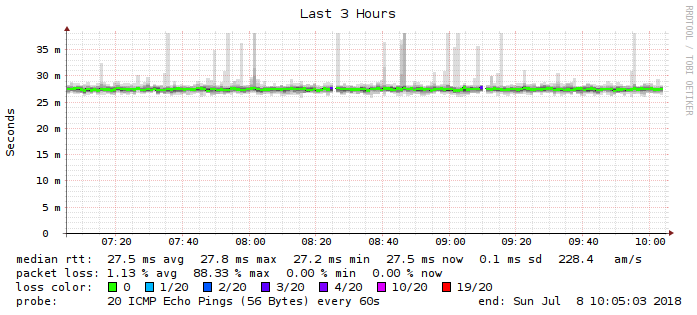 Last 3 Hours
RRDTOOL / TOBI OETIKER
Seconds
35 m
30 m
25 m
20 m
15 m
10 m
5 m
0
07:20 07:40 08:00 08:20 08:40 09:00 09:20 09:40 10:00
median rtt: 27.5 ms avg 27.8 ms max 27.2 ms min 27.5 ms now 0.1 ms sd 228.4 am/s
packet loss: 1.13 % avg 88.33 % max 0.00 % min 0.00 % now
loss color: 0 1/20 2/20 3/20 4/20 10/20 19/20
probe: 20 ICMP Echo Pings (56 Bytes) every 60s end: Sun Jul 8 10:05:03 2018